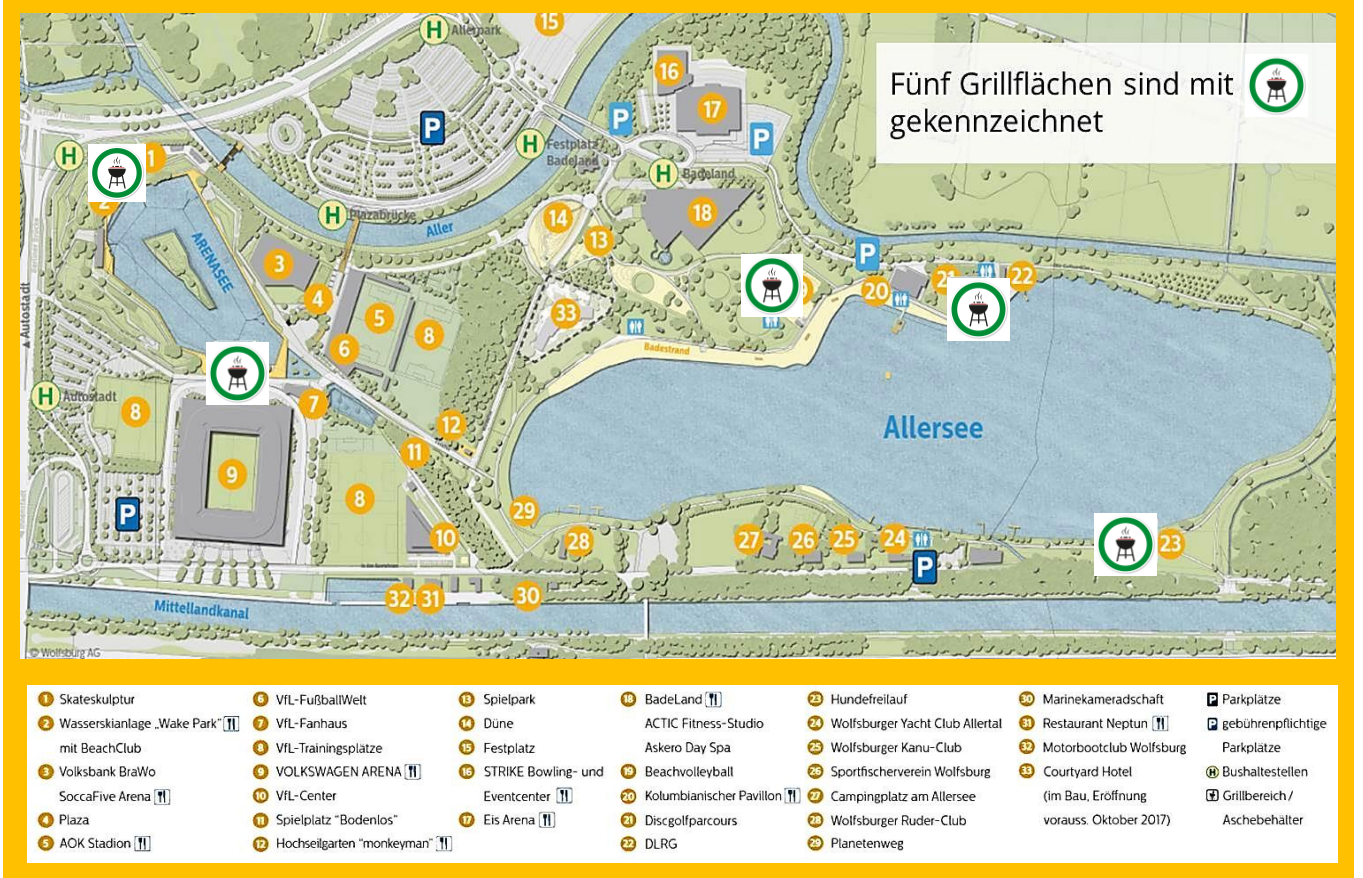 Fünf Grillflächen sind mit
gekennzeichnet
15
H Allerpark
16
P
17
P
H Festplatz/
Badeland
P
H
1
H Badeland
2
H Plazabrücke
Aller
14
13
18
P
ARENASEE
3
4
20
21
22
5
33
8
6
Badestrand
Autostadt
H Autostadt
8
7
12
Allersee
11
9
8
P
29
10
28
27
26
25
24
23
P
32
31
30
Mittellandkanal
© Wolfsburg AG
1 Skateskulptur
2 Wasserskianlage „Wake Park"
mit BeachClub
3 Volksbank BraWo
SoccaFive Arena
4 Plaza
5 AOK Stadion
6 VfL-FußballWelt
7 VfL-Fanhaus
8 VfL-Trainingsplätze
9 VOLKSWAGEN ARENA
10 VfL-Center
11 Spielplatz "Bodenlos"
12 Hochseilgarten "monkeyman"
13 Spielpark
14 Düne
15 Festplatz
16 STRIKE Bowling- und
Eventcenter
17 Eis Arena
18 BadeLand
ACTIC Fitness-Studio
Askero Day Spa
19 Beachvolleyball
20 Kolumbianischer Pavillon
21 Discgolfparcours
22 DLRG
23 Hundefreilauf
24 Wolfsburger Yacht Club Allertal
25 Wolfsburger Kanu-Club
26 Sportfischerverein Wolfsburg
27 Campingplatz am Allersee
28 Wolfsburger Ruder-Club
29 Planetenweg
30 Marinekameradschaft
31 Restaurant Neptun
32 Motorbootclub Wolfsburg
33 Courtyard Hotel
(im Bau, Eröffnung
vorauss. Oktober 2017)
P Parkplätze
P gebührenpflichtige
Parkplätze
H Bushaltestellen
Grillbereich /
Aschebehälter